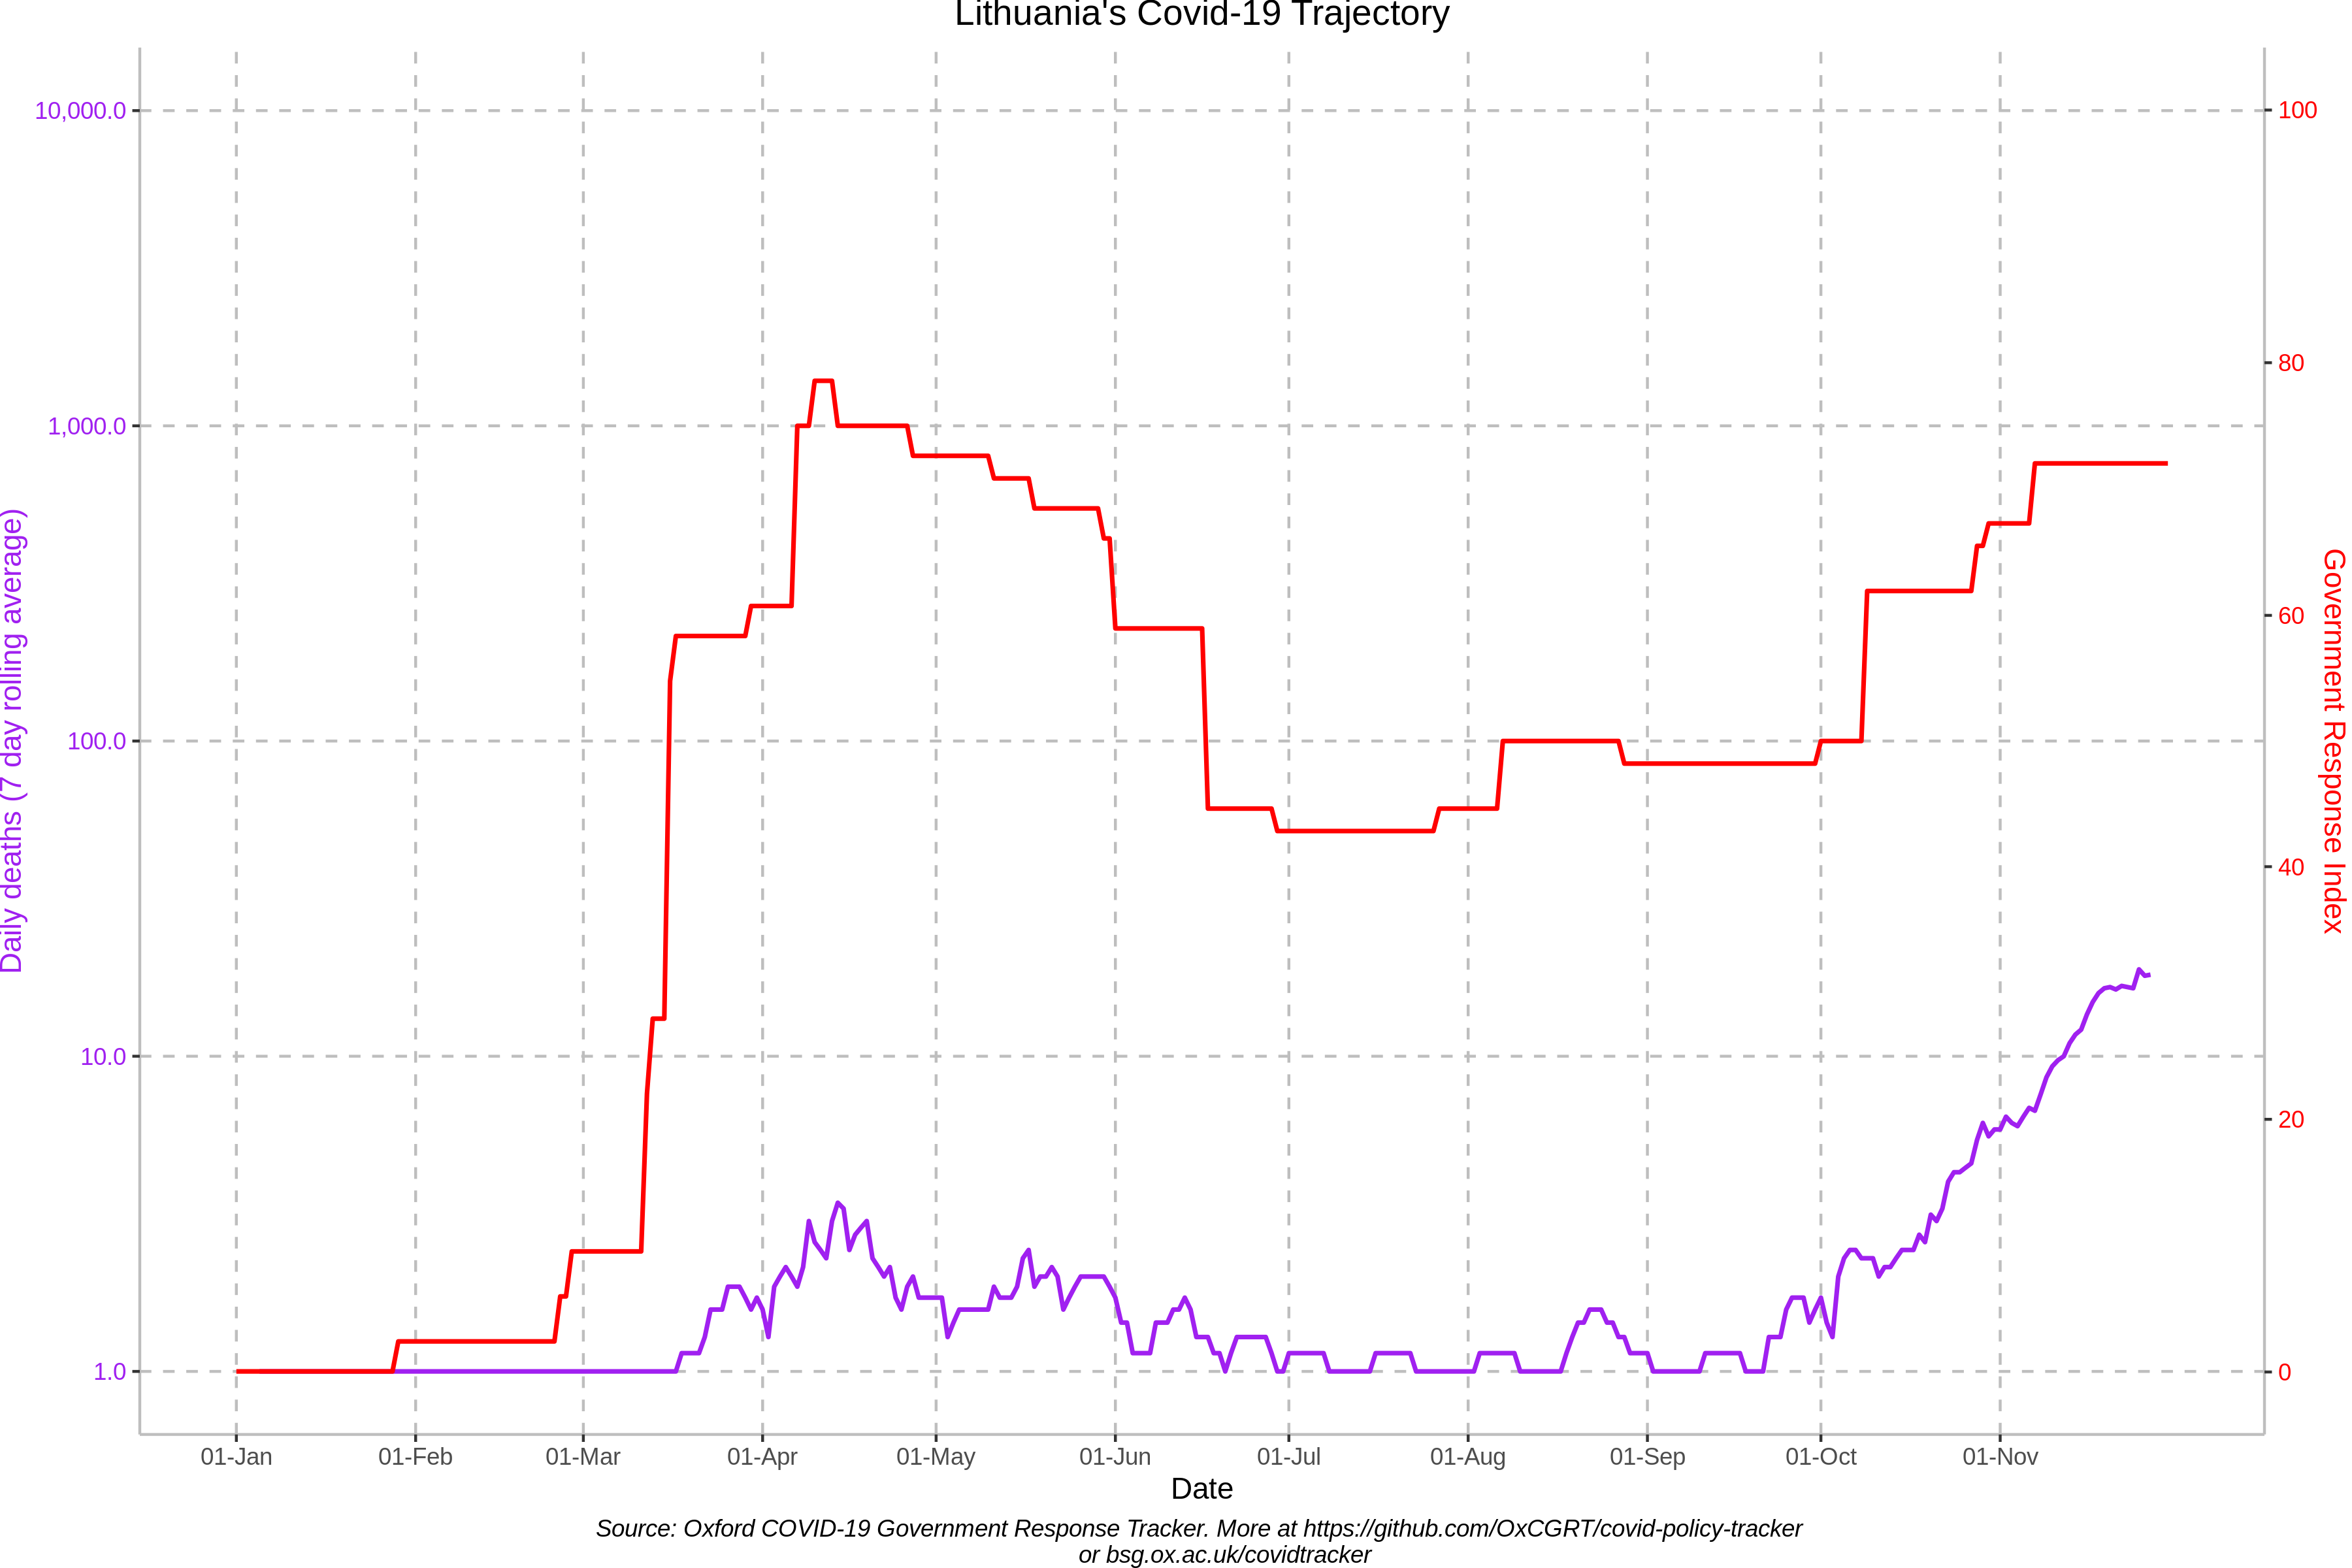 Lithuania's Covid-19 Trajectory
10,000.0
1,000.0
100.0
10.0
1.0
Daily deaths (7 day rolling average)
100
80
60
40
20
0
Government Response Index
01-Jan 01-Feb 01-Mar 01-Apr 01-May 01-Jun 01-Jul 01-Aug 01-Sep 01-Oct 01-Nov
Date
Source: Oxford COVID-19 Government Response Tracker. More at https://github.com/OxCGRT/covid-policy-tracker
or bsg.ox.ac.uk/covidtracker